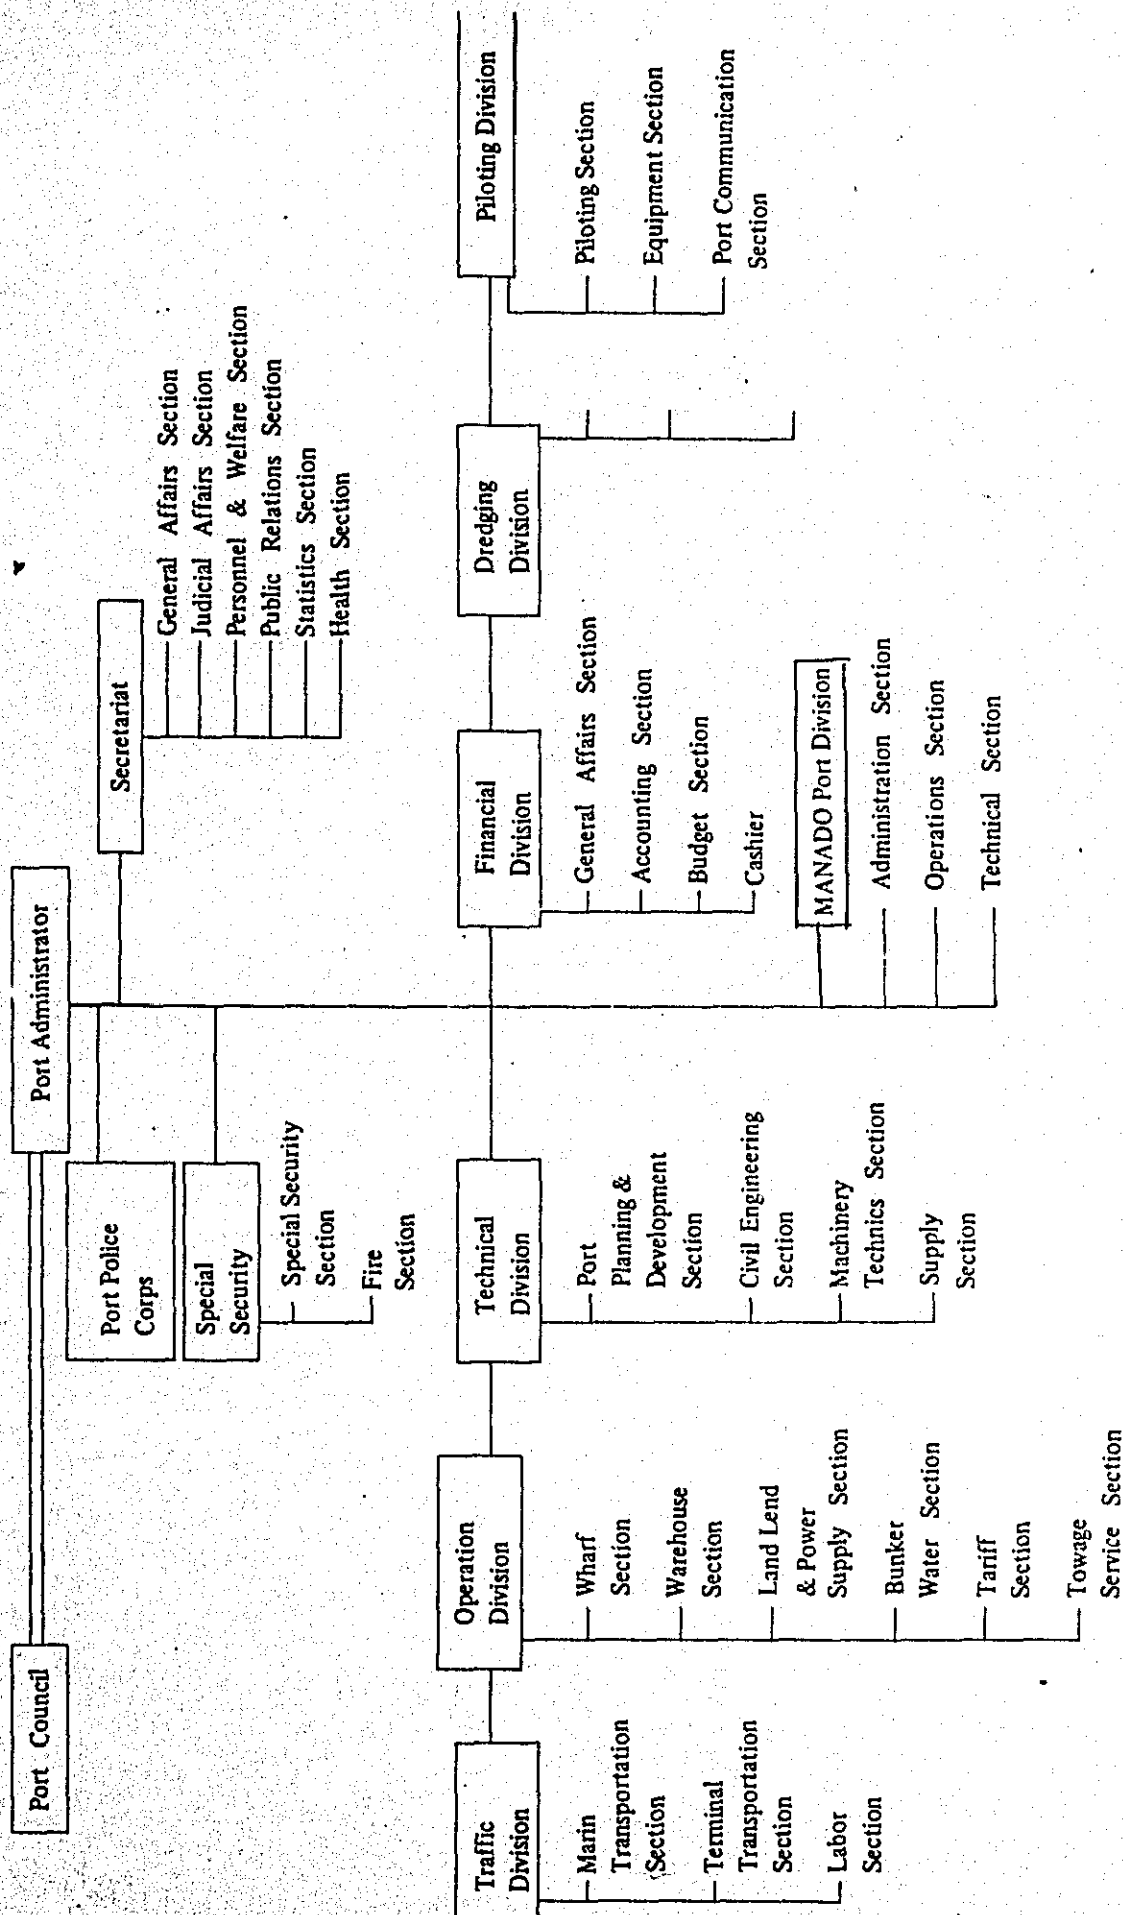 Port Council
Port Administrator
Secretariat
General Affairs Section
Judicial Affairs Section
Personnel & Welfare Section
Public Relations Section
Statistics Section
Health Section
Port Police
Corps
Special
Security
Special Security
Section
Fire
Section
Traffic
Division
Marin
Transportation
Section
Terminal
Transportation
Section
Labor
Section
Operation
Division
Wharf
Section
Warehouse
Section
Land Lend
& Power
Supply Section
Bunker
Water Section
Tariff
Section
Towage
Service Section
Technical
Division
Port
Planning &
Development
Section
Civil Engineering
Section
Machinery
Technics Section
Supply
Section
Financial
Division
General Affairs Section
Accounting Section
Budget Section
Cashier
Dredging
Division
Piloting Division
Piloting Section
Equipment Section
Port Communication
Section
MANADO Port Division
Administration Section
Operations Section
Technical Section